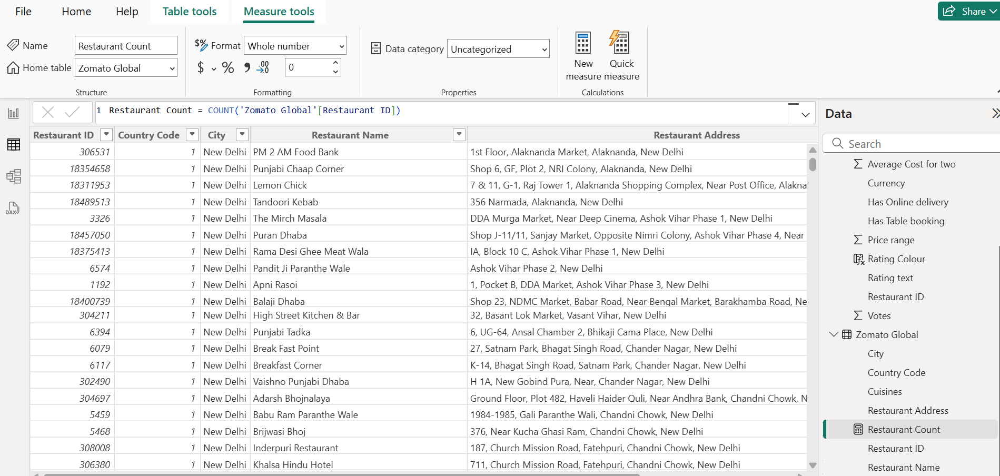 File Home Help Table tools Measure tools Share
Name Restaurant Count
$% Format Whole number
Data category Uncategorized
Home table Zomato Global
$ % 9 .00 0
New measure
Quick measure
Structure Formatting Properties Calculations
1 Restaurant Count = COUNT('Zomato Global'[Restaurant ID])
Restaurant ID Country Code City Restaurant Name Restaurant Address
306531 1 New Delhi PM 2 AM Food Bank 1st Floor, Alaknanda Market, Alaknanda, New Delhi
18354658 1 New Delhi Punjabi Chaap Corner Shop 6, GF, Plot 2, NRI Colony, Alaknanda, New Delhi
18311953 1 New Delhi Lemon Chick 7 & 11, G-1, Raj Tower 1, Alaknanda Shopping Complex, Near Post Office, Alakna
18489513 1 New Delhi Tandoori Kebab 356 Narmada, Alaknanda, New Delhi
3326 1 New Delhi The Mirch Masala DDA Murga Market, Near Deep Cinema, Ashok Vihar Phase 1, New Delhi
18457050 1 New Delhi Puran Dhaba Shop J-11/11, Sanjay Market, Opposite Nimri Colony, Ashok Vihar Phase 4, Near
18375413 1 New Delhi Rama Desi Ghee Meat Wala IA, Block 10 C, Ashok Vihar Phase 1, New Delhi
6574 1 New Delhi Pandit Ji Paranthe Wale Ashok Vihar Phase 2, New Delhi
1192 1 New Delhi Apni Rasoi 1, Pocket B, DDA Market, Ashok Vihar Phase 3, New Delhi
18400739 1 New Delhi Balaji Dhaba Shop 23, NDMC Market, Babar Road, Near Bengal Market, Barakhamba Road, Ne
304211 1 New Delhi High Street Kitchen & Bar 32, Basant Lok Market, Vasant Vihar, New Delhi
6394 1 New Delhi Punjabi Tadka 6, UG-64, Ansal Chamber 2, Bhikaji Cama Place, New Delhi
6079 1 New Delhi Break Fast Point 27, Satnam Park, Bhagat Singh Road, Chander Nagar, New Delhi
6117 1 New Delhi Breakfast Corner K-14, Bhagat Singh Road, Satnam Park, Chander Nagar, New Delhi
302490 1 New Delhi Vaishno Punjabi Dhaba H 1A, New Gobind Pura, Near, Chander Nagar, New Delhi
304697 1 New Delhi Adarsh Bhojnalaya Ground Floor, Plot 482, Haveli Haider Quli, Near Andhra Bank, Chandni Chowk, N
5459 1 New Delhi Babu Ram Paranthe Wale 1984-1985, Gali Paranthe Wali, Chandni Chowk, New Delhi
5468 1 New Delhi Brijwasi Bhoj 376, Near Kucha Ghasi Ram, Chandni Chowk, New Delhi
308008 1 New Delhi Inderpuri Restaurant 187, Church Mission Road, Fatehpuri, Chandni Chowk, New Delhi
306380 1 New Delhi Khalsa Hindu Hotel 711, Church Mission Road, Fatehpuri, Chandni Chowk, New Delhi
DAX
Data
Search
Average Cost for two
Currency
Has Online delivery
Has Table booking
Price range
Rating Colour
Rating text
Restaurant ID
Votes
Zomato Global
City
Country Code
Cuisines
Restaurant Address
Restaurant Count
Restaurant ID
Restaurant Name